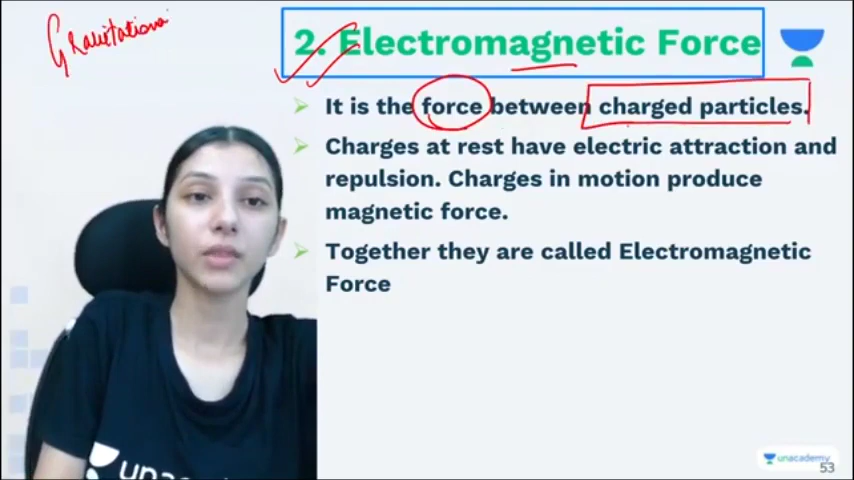 Gravitational
2. Electromagnetic Force
It is the force between charged particles.
Charges at rest have electric attraction and
repulsion. Charges in motion produce
magnetic force.
Together they are called Electromagnetic
Force
unacademy
53